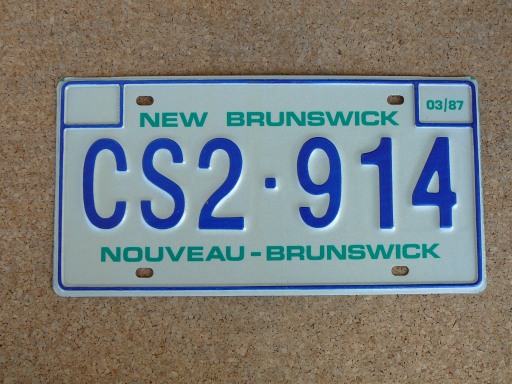 03/87
NEW BRUNSWICK
CS2·914
NOUVEAU-BRUNSWICK